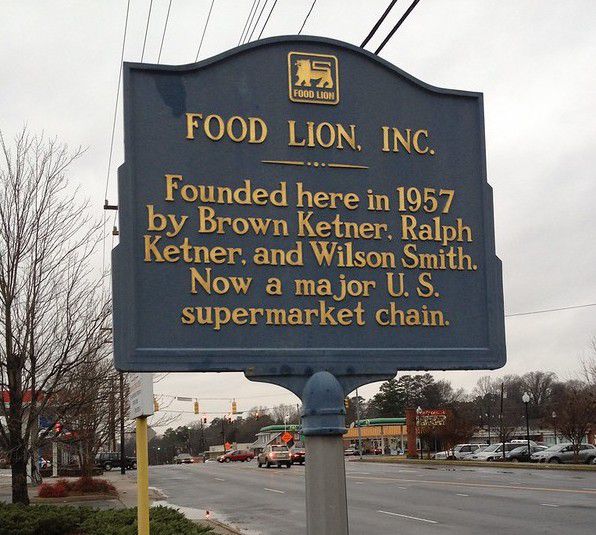 FOOD LION
FOOD LION, INC.
Founded here in 1957
by Brown Ketner, Ralph
Ketner, and Wilson Smith.
Now a major U. S.
supermarket chain.